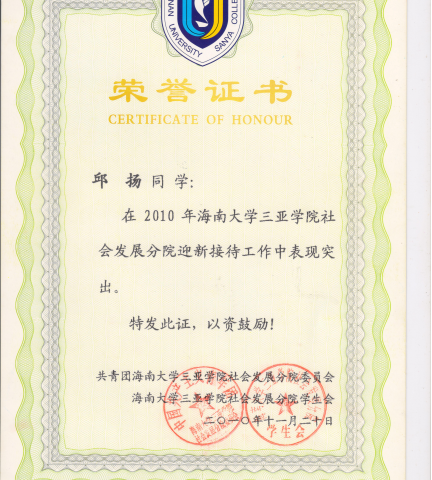 HAINAN UNIVERSITY SANYA COLLEGE
荣誉证书
CERTIFICATE OF HONOUR
邱 扬 同 学:
在 2010 年海南大学三亚学院社
会发展分院迎新接待工作中表现突
出。
特发此证，以资鼓励!
共青团海南大学三亚学院社会发展分院委员会
海南大学三亚学院社会发展分院学生会
二〇一〇年十一月二十日
学生会